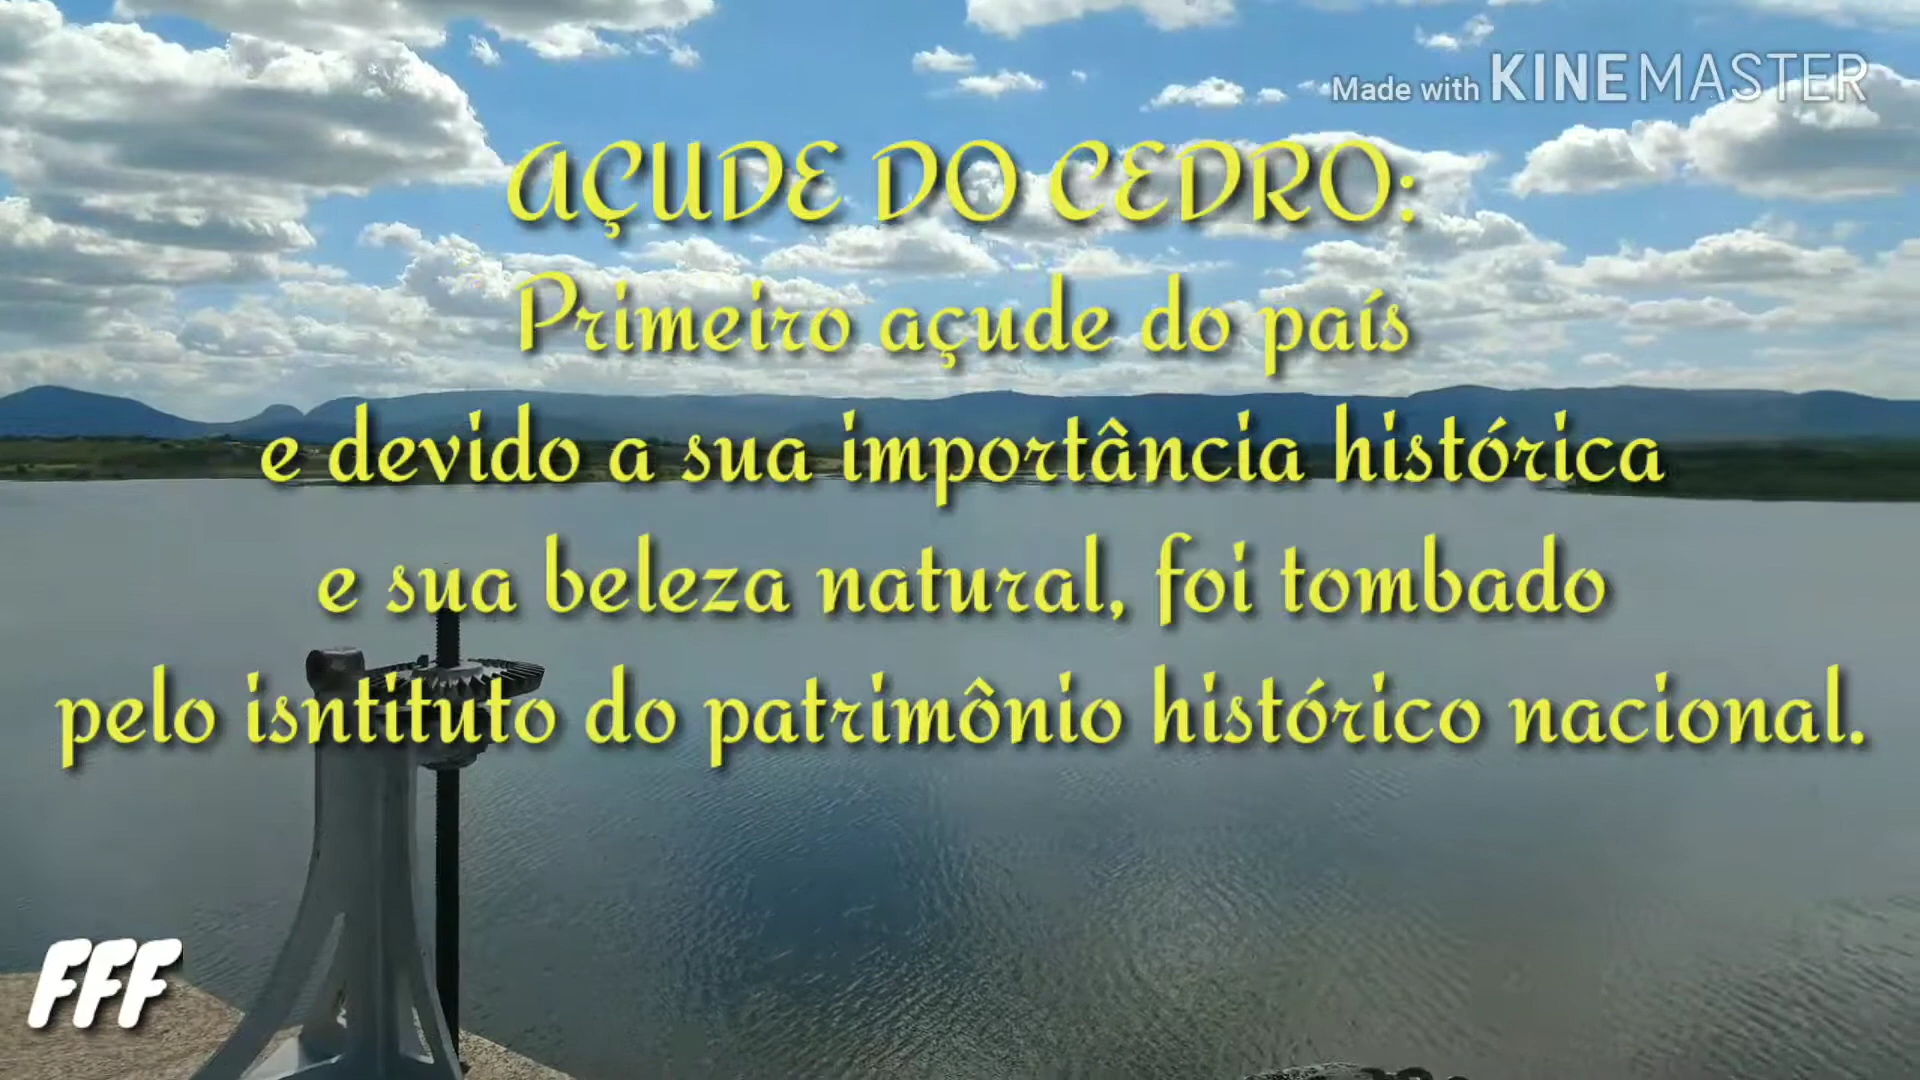 Made with KINEMASTER
AÇUDE DO CEDRO:
Primeiro açude do país
e devido a sua importância histórica
e sua beleza natural, foi tombado
pelo isntituto do patrimônio histórico nacional.
FFF